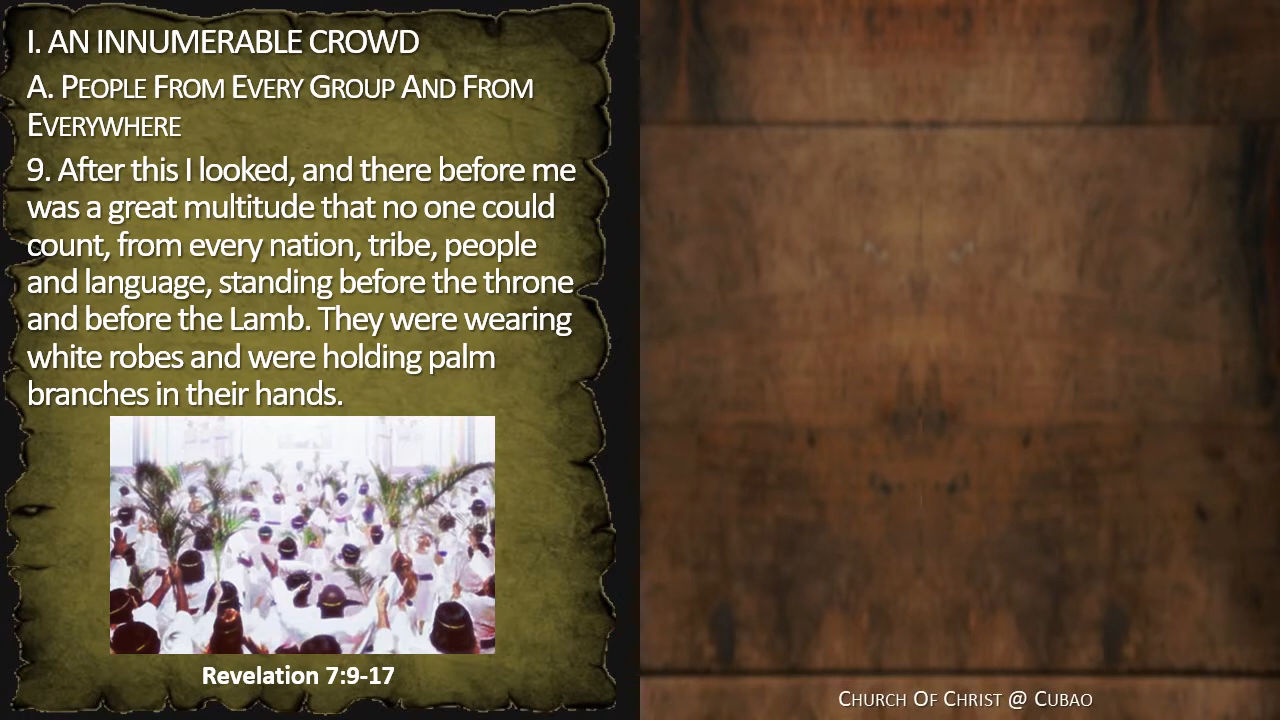 I. AN INNUMERABLE CROWD
A. PEOPLE FROM EVERY GROUP AND FROM
EVERYWHERE
9. After this I looked, and there before me
was a great multitude that no one could
count, from every nation, tribe, people
and language, standing before the throne
and before the Lamb. They were wearing
white robes and were holding palm
branches in their hands.
Revelation 7:9-17
CHURCH OF CHRIST @ CUBAO